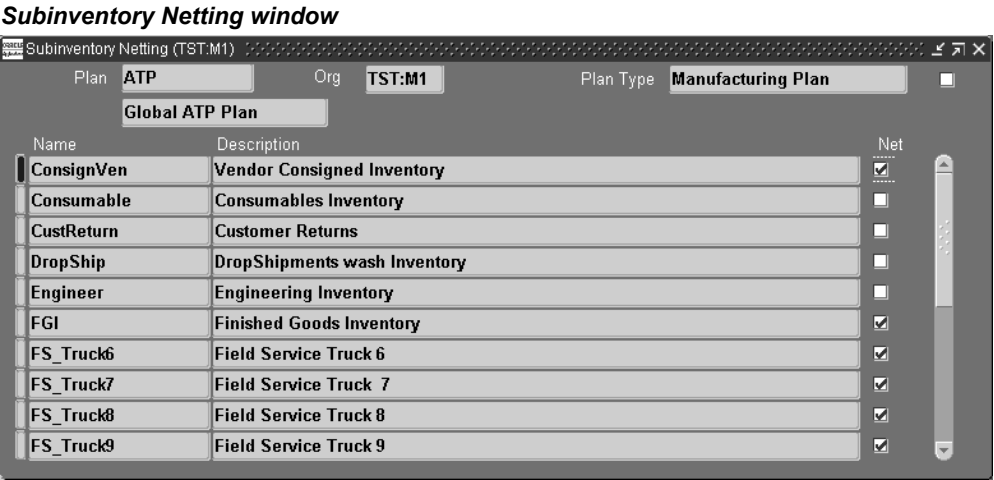 Subinventory Netting window
Subinventory Netting (TST:M1)
Plan ATP Org TST:M1 Plan Type Manufacturing Plan
Global ATP Plan
Name Description Net
ConsignVen Vendor Consigned Inventory
Consumable Consumables Inventory
CustReturn Customer Returns
DropShip DropShipments wash Inventory
Engineer Engineering Inventory
FGI Finished Goods Inventory
FS_Truck6 Field Service Truck 6
FS_Truck7 Field Service Truck 7
FS_Truck8 Field Service Truck 8
FS_Truck9 Field Service Truck 9